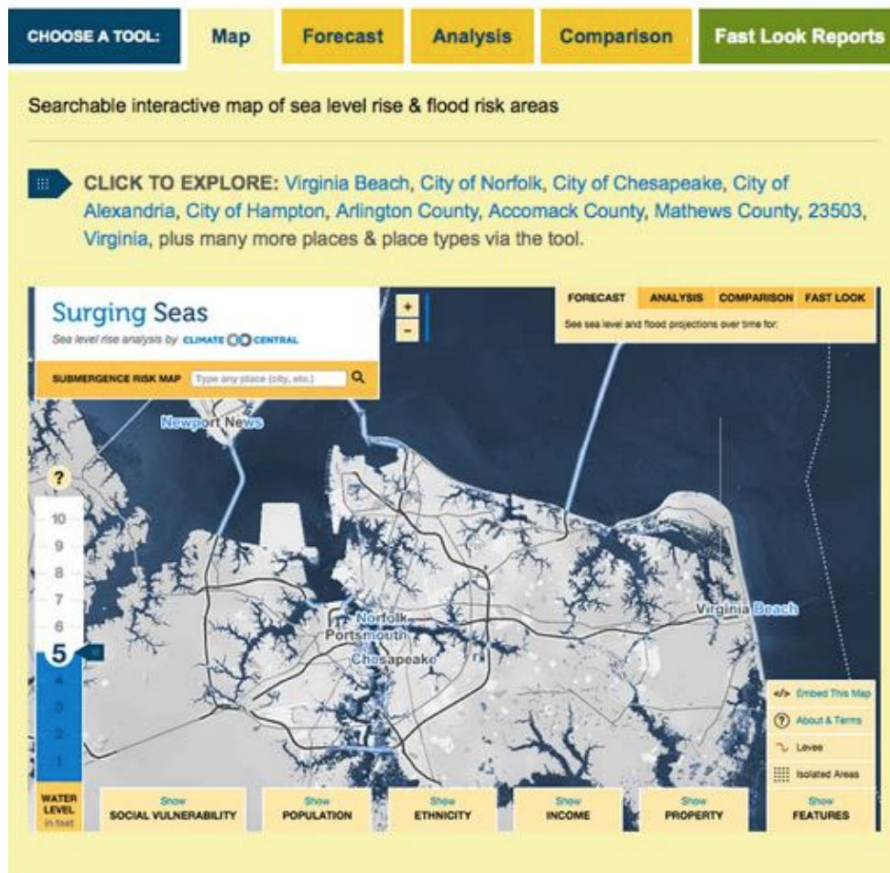 CHOOSE A TOOL: Map Forecast Analysis Comparison Fast Look Reports
Searchable interactive map of sea level rise & flood risk areas
CLICK TO EXPLORE: Virginia Beach, City of Norfolk, City of Chesapeake, City of
Alexandria, City of Hampton, Arlington County, Accomack County, Mathews County, 23503,
Virginia, plus many more places & place types via the tool.
Surging Seas
Sea level rise analysis by CLIMATE CENTRAL
SUBMERGENCE RISK MAP Type any place (city, etc.)
+
-
FORECAST ANALYSIS COMPARISON FAST LOOK
See sea level and flood projections over time for:
Newport News
?
10
9
8
7
6
5
4
3
2
1
Norfolk
Portsmouth
Chesapeake
Virginia Beach
</> Embed This Map
? About & Terms
Levee
Isolated Areas
WATER
LEVEL
in feet
Show
SOCIAL VULNERABILITY
Show
POPULATION
Show
ETHNICITY
Show
INCOME
Show
PROPERTY
Show
FEATURES